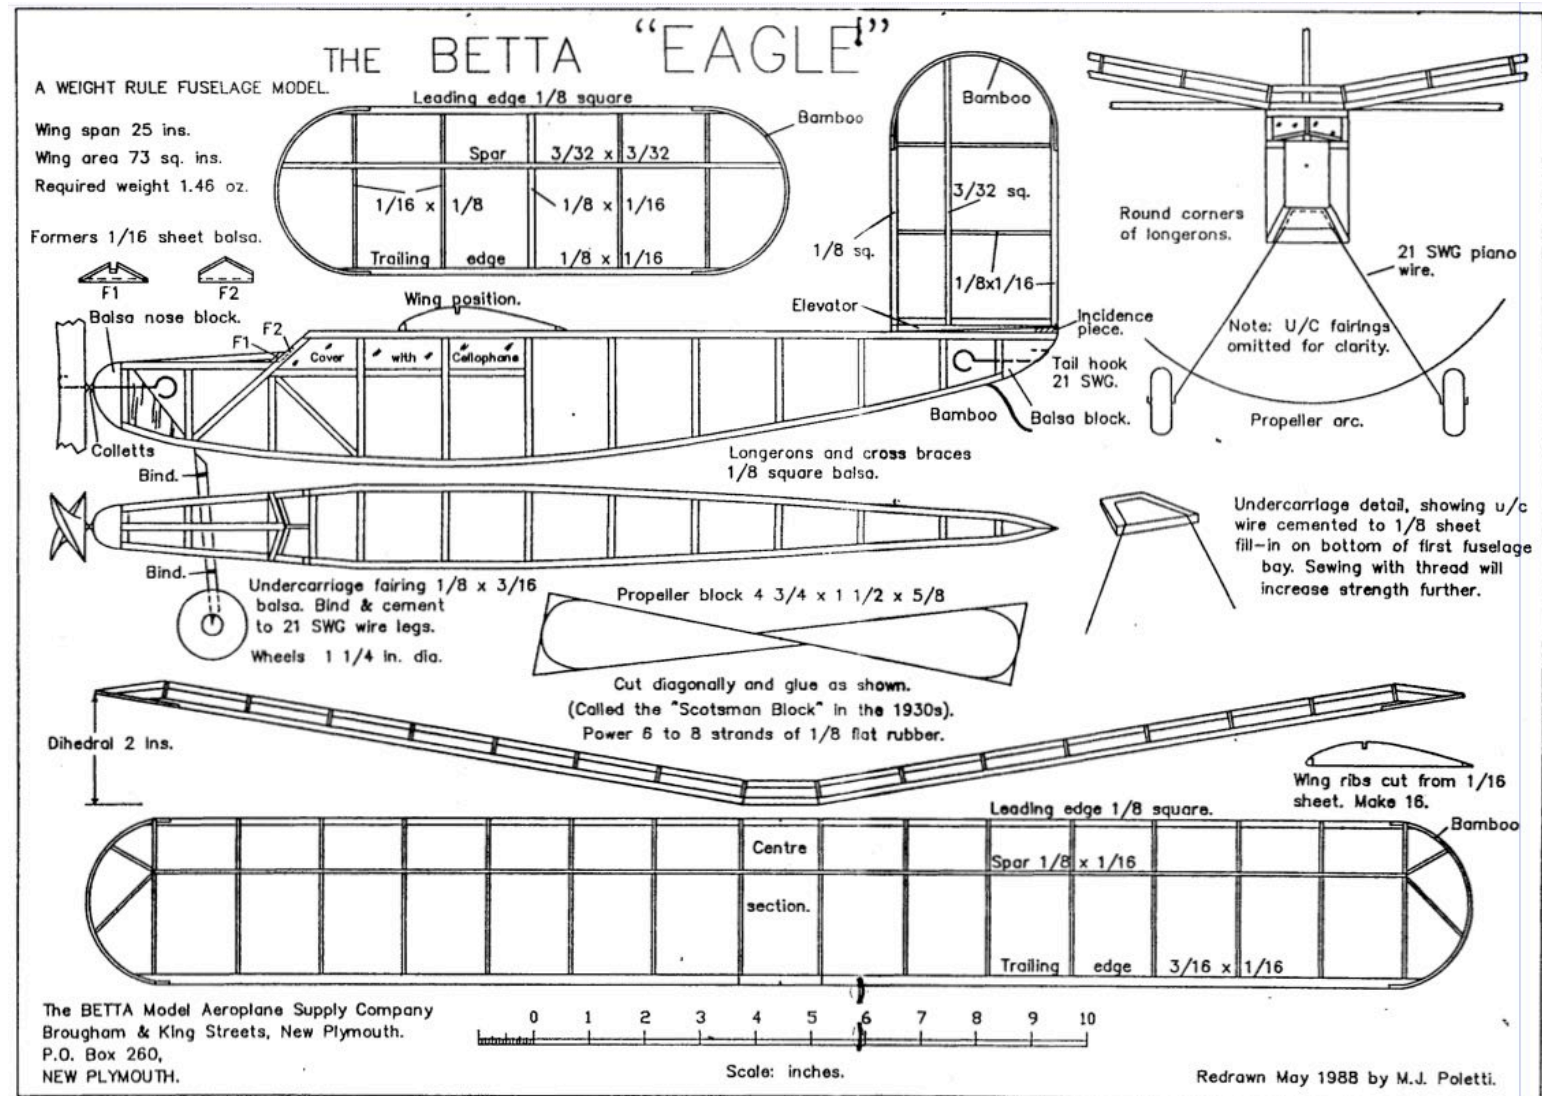 THE BETTA "EAGLE"
A WEIGHT RULE FUSELAGE MODEL.
Wing span 25 ins.
Wing area 73 sq. ins.
Required weight 1.46 oz.
Formers 1/16 sheet balsa.
F1
F2
Leading edge 1/8 square
Bamboo
Spar 3/32 x 3/32
1/16 x 1/8
1/8 x 1/16
Trailing edge 1/8 x 1/16
Bamboo
3/32 sq.
1/8 sq.
1/8x1/16
Elevator
Incidence
piece.
Round corners
of longerons.
21 SWG piano
wire.
Note: U/C fairings
omitted for clarity.
Propeller arc.
Wing position.
Balsa nose block.
F1
F2
Cover with Cellophane
Tail hook
21 SWG.
Bamboo
Balsa block.
Colletts
Bind.
Longerons and cross braces
1/8 square balsa.
Bind.
Undercarriage fairing 1/8 x 3/16
balsa. Bind & cement
to 21 SWG wire legs.
Wheels 1 1/4 in. dia.
Undercarriage detail, showing u/c
wire cemented to 1/8 sheet
fill-in on bottom of first fuselage
bay. Sewing with thread will
increase strength further.
Propeller block 4 3/4 x 1 1/2 x 5/8
Cut diagonally and glue as shown.
(Called the "Scotsman Block" in the 1930s).
Power 6 to 8 strands of 1/8 flat rubber.
Dihedral 2 Ins.
Wing ribs cut from 1/16
sheet. Make 16.
Leading edge 1/8 square.
Bamboo
Centre
section.
Spar 1/8 x 1/16
Trailing edge 3/16 x 1/16
The BETTA Model Aeroplane Supply Company
Brougham & King Streets, New Plymouth.
P.O. Box 260,
NEW PLYMOUTH.
0 1 2 3 4 5 6 7 8 9 10
Scale: inches.
Redrawn May 1988 by M.J. Poletti.